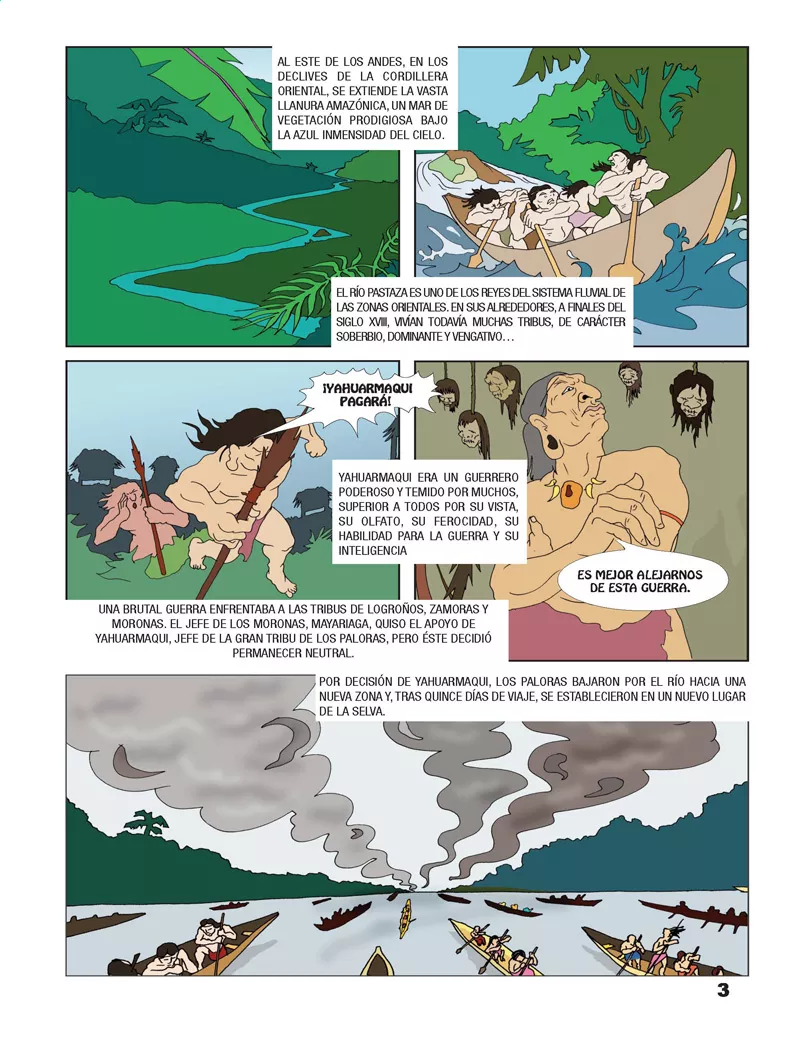 AL ESTE DE LOS ANDES, EN LOS
DECLIVES DE LA CORDILLERA
ORIENTAL, SE EXTIENDE LA VASTA
LLANURA AMAZÓNICA, UN MAR DE
VEGETACIÓN PRODIGIOSA BAJO
LA AZUL INMENSIDAD DEL CIELO.
EL RÍO PASTAZA ES UNO DE LOS REYES DEL SISTEMA FLUVIAL DE
LAS ZONAS ORIENTALES. EN SUS ALREDEDORES, A FINALES DEL
SIGLO XVIII, VIVÍAN TODAVÍA MUCHAS TRIBUS, DE CARÁCTER
SOBERBIO, DOMINANTE Y VENGATIVO...
¡YAHUARMAQUI
PAGARÁ!
YAHUARMAQUI ERA UN GUERRERO
PODEROSO Y TEMIDO POR MUCHOS,
SUPERIOR A TODOS POR SU VISTA,
SU OLFATO, SU FEROCIDAD, SU
HABILIDAD PARA LA GUERRA Y SU
INTELIGENCIA
ES MEJOR ALEJARNOS
DE ESTA GUERRA.
UNA BRUTAL GUERRA ENFRENTABA A LAS TRIBUS DE LOGROÑOS, ZAMORAS Y
MORONAS. EL JEFE DE LOS MORONAS, MAYARIAGA, QUISO EL APOYO DE
YAHUARMAQUI, JEFE DE LA GRAN TRIBU DE LOS PALORAS, PERO ÉSTE DECIDIÓ
PERMANECER NEUTRAL.
POR DECISIÓN DE YAHUARMAQUI, LOS PALORAS BAJARON POR EL RÍO HACIA UNA
NUEVA ZONA Y, TRAS QUINCE DÍAS DE VIAJE, SE ESTABLECIERON EN UN NUEVO LUGAR
DE LA SELVA.
3